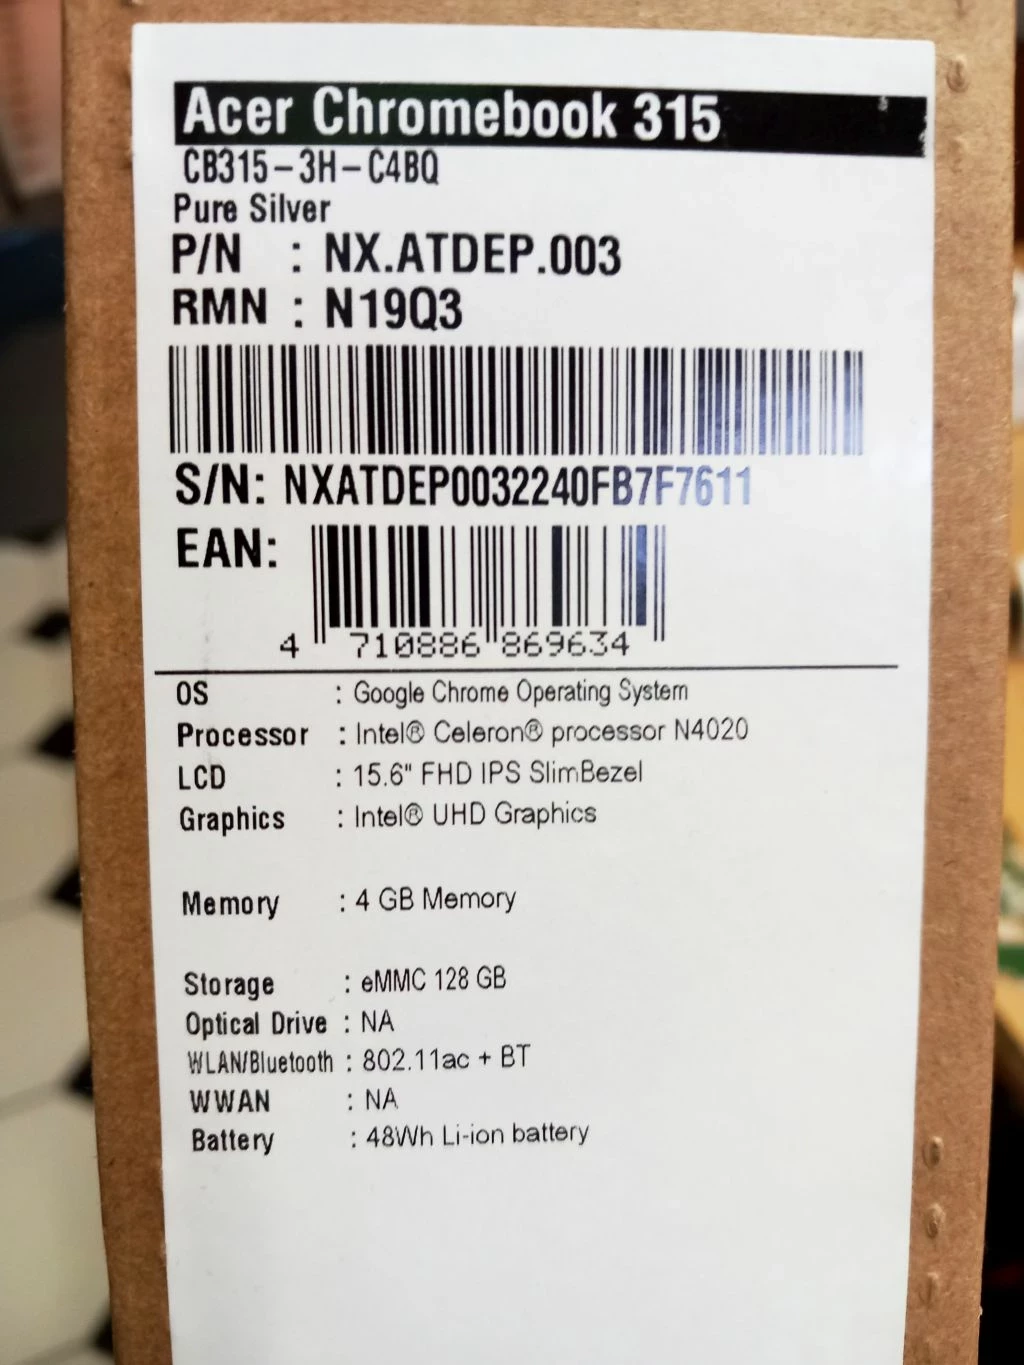 Acer Chromebook 315
CB315-3H-C4BQ
Pure Silver
P/N : NX.ATDEP.003
RMN : N19Q3
S/N: NXATDEP0032240FB7F7611
EAN:
4 710886 869634
OS : Google Chrome Operating System
Processor : Intel® Celeron® processor N4020
LCD : 15.6" FHD IPS SlimBezel
Graphics : Intel® UHD Graphics
Memory : 4 GB Memory
Storage : eMMC 128 GB
Optical Drive : NA
WLAN/Bluetooth : 802.11ac + BT
WWAN : NA
Battery : 48Wh Li-ion battery